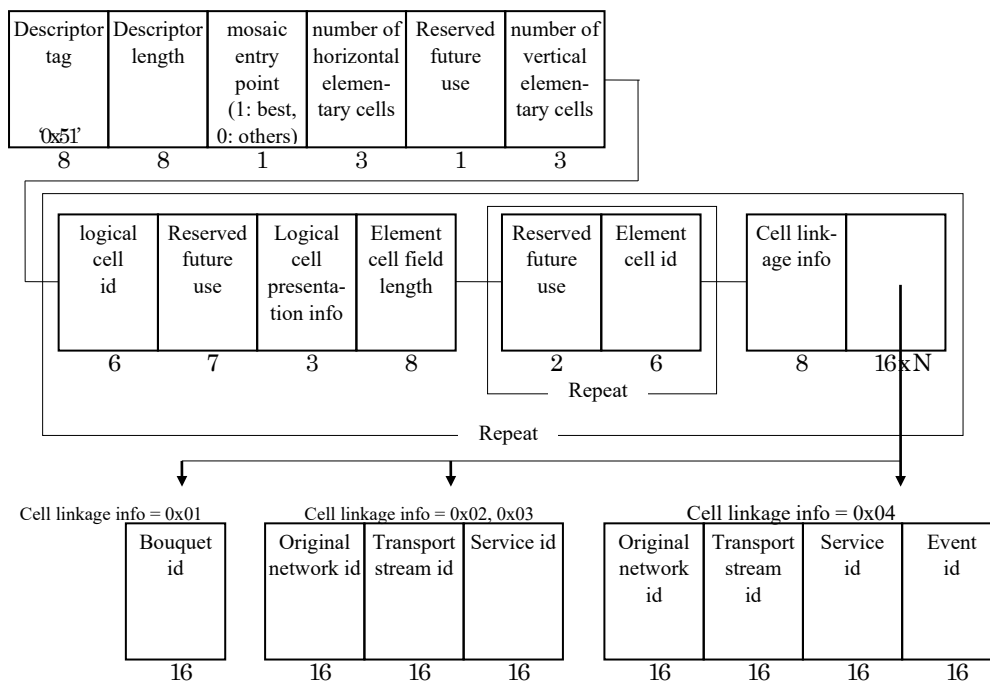 Descriptor
tag
'0x51'
8
Descriptor
length
8
mosaic
entry
point
(1: best,
0: others)
1
number of
horizontal
elemen-
tary cells
3
Reserved
future
use
1
number of
vertical
elemen-
tary cells
3
logical
cell
id
6
Reserved
future
use
7
Logical
cell
presenta-
tion info
3
Element
cell field
length
8
Reserved
future
use
2
Element
cell id
6
Repeat
Cell link-
age info
8
16 x N
Repeat
Cell linkage info = 0x01
Bouquet
id
16
Cell linkage info = 0x02, 0x03
Original
network id
16
Transport
stream id
16
Service id
16
Cell linkage info = 0x04
Original
network
id
16
Transport
stream
id
16
Service
id
16
Event
id
16